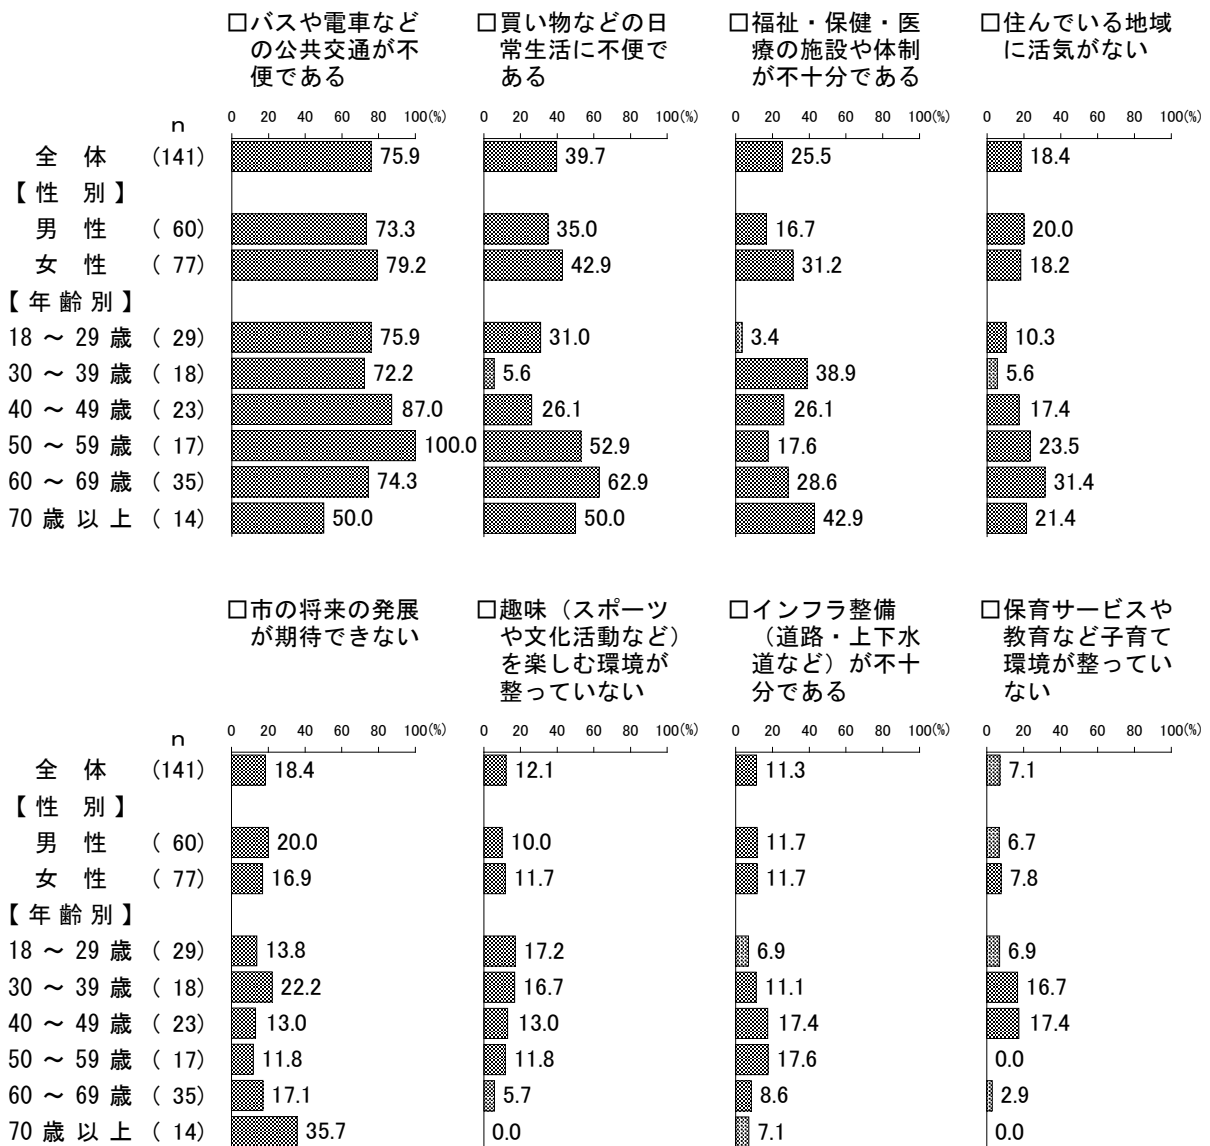 □バスや電車など
の公共交通が不
便である
□買い物などの日
常生活に不便で
ある
□福祉・保健・医
療の施設や体制
が不十分である
□住んでいる地域
に活気がない
0 20 40 60 80 100(%) 0 20 40 60 80 100(%) 0 20 40 60 80 100(%) 0 20 40 60 80 100(%)
n
全 体 (141) 75.9 39.7 25.5 18.4
【性 別】
男 性 ( 60) 73.3 35.0 16.7 20.0
女 性 ( 77) 79.2 42.9 31.2 18.2
【年齢別】
18 ～ 29 歳 ( 29) 75.9 31.0 3.4 10.3
30 ～ 39 歳 ( 18) 72.2 5.6 38.9 5.6
40 ～ 49 歳 ( 23) 87.0 26.1 26.1 17.4
50 ～ 59 歳 ( 17) 100.0 52.9 17.6 23.5
60 ～ 69 歳 ( 35) 74.3 62.9 28.6 31.4
70 歳 以 上 ( 14) 50.0 50.0 42.9 21.4
□市の将来の発展
が期待できない
□趣味（スポーツ
や文化活動など）
を楽しむ環境が
整っていない
□インフラ整備
（道路・上下水
道など）が不十
分である
□保育サービスや
教育など子育て
環境が整ってい
ない
0 20 40 60 80 100(%) 0 20 40 60 80 100(%) 0 20 40 60 80 100(%) 0 20 40 60 80 100(%)
n
全 体 (141) 18.4 12.1 11.3 7.1
【性 別】
男 性 ( 60) 20.0 10.0 11.7 6.7
女 性 ( 77) 16.9 11.7 11.7 7.8
【年齢別】
18 ～ 29 歳 ( 29) 13.8 17.2 6.9 6.9
30 ～ 39 歳 ( 18) 22.2 16.7 11.1 16.7
40 ～ 49 歳 ( 23) 13.0 13.0 17.4 17.4
50 ～ 59 歳 ( 17) 11.8 11.8 17.6 0.0
60 ～ 69 歳 ( 35) 17.1 5.7 8.6 2.9
70 歳 以 上 ( 14) 35.7 0.0 7.1 0.0